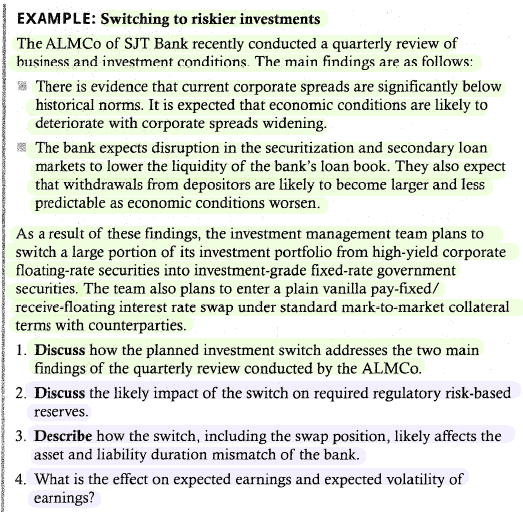 EXAMPLE: Switching to riskier investments
The ALMCo of SJT Bank recently conducted a quarterly review of
business and investment conditions. The main findings are as follows:
There is evidence that current corporate spreads are significantly below
historical norms. It is expected that economic conditions are likely to
deteriorate with corporate spreads widening.
The bank expects disruption in the securitization and secondary loan
markets to lower the liquidity of the bank's loan book. They also expect
that withdrawals from depositors are likely to become larger and less
predictable as economic conditions worsen.
As a result of these findings, the investment management team plans to
switch a large portion of its investment portfolio from high-yield corporate
floating-rate securities into investment-grade fixed-rate government
securities. The team also plans to enter a plain vanilla pay-fixed/
receive-floating interest rate swap under standard mark-to-market collateral
terms with counterparties.
1. Discuss how the planned investment switch addresses the two main
findings of the quarterly review conducted by the ALMCo.
2. Discuss the likely impact of the switch on required regulatory risk-based
reserves.
3. Describe how the switch, including the swap position, likely affects the
asset and liability duration mismatch of the bank.
4. What is the effect on expected earnings and expected volatility of
earnings?